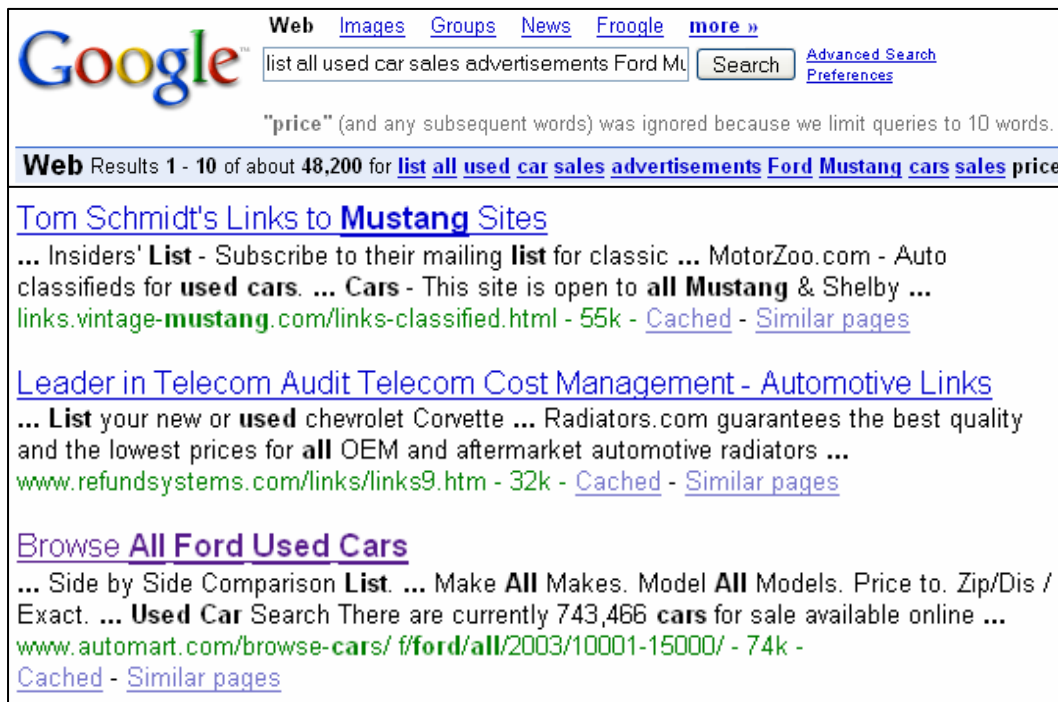 Google™
Web Images Groups News Froogle more »
list all used car sales advertisements Ford Mu
Search
Advanced Search
Preferences
"price" (and any subsequent words) was ignored because we limit queries to 10 words.
Web Results 1 - 10 of about 48,200 for list all used car sales advertisements Ford Mustang cars sales price
Tom Schmidt's Links to Mustang Sites
... Insiders' List - Subscribe to their mailing list for classic ... MotorZoo.com - Auto
classifieds for used cars. ... Cars - This site is open to all Mustang & Shelby ...
links.vintage-mustang.com/links-classified.html - 55k - Cached - Similar pages
Leader in Telecom Audit Telecom Cost Management - Automotive Links
... List your new or used chevrolet Corvette ... Radiators.com guarantees the best quality
and the lowest prices for all OEM and aftermarket automotive radiators ...
www.refundsystems.com/links/links9.htm - 32k - Cached - Similar pages
Browse All Ford Used Cars
... Side by Side Comparison List. ... Make All Makes. Model All Models. Price to. Zip/Dis /
Exact. ... Used Car Search There are currently 743,466 cars for sale available online ...
www.automart.com/browse-cars/ f/ford/all/2003/10001-15000/ - 74k -
Cached - Similar pages